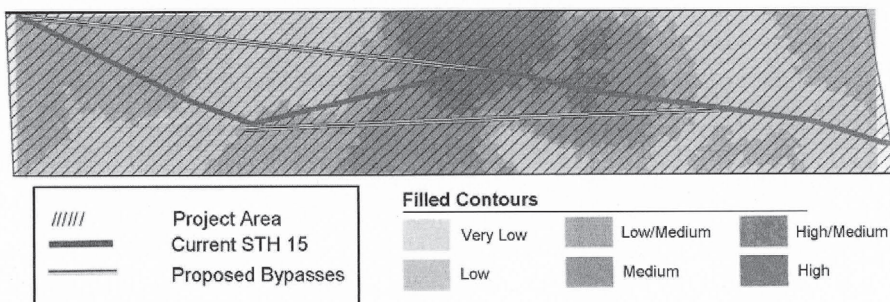 Project Area
Current STH 15
Proposed Bypasses
Filled Contours
Very Low
Low
Low/Medium
Medium
High/Medium
High